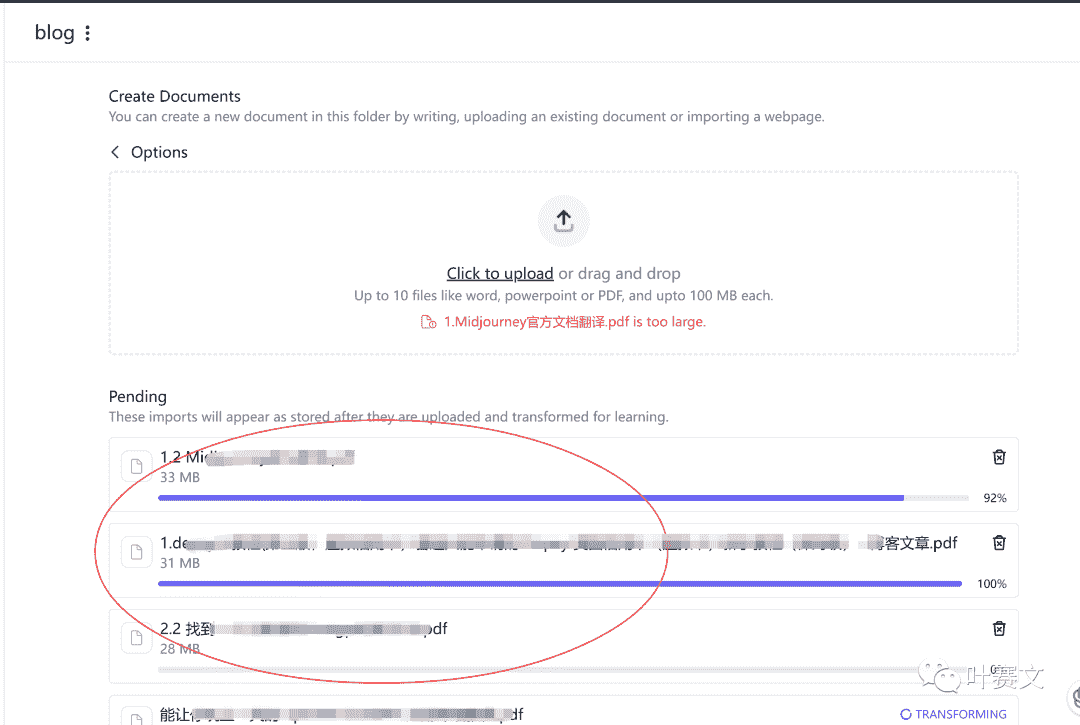 blog
Create Documents
You can create a new document in this folder by writing, uploading an existing document or importing a webpage.
Options
Click to upload or drag and drop
Up to 10 files like word, powerpoint or PDF, and upto 100 MB each.
1.Midjourney官方文档翻译.pdf is too large.
Pending
These imports will appear as stored after they are uploaded and transformed for learning.
1.2 Midj
33 MB
92%
1.de 博客文章.pdf
31 MB
100%
2.2 找到 pdf
28 MB
0%
叶赛文
能让 df
TRANSFORMING